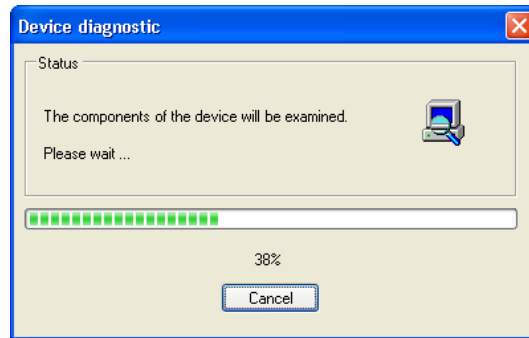 Device diagnostic
Status
The components of the device will be examined.
Please wait ...
38%
Cancel